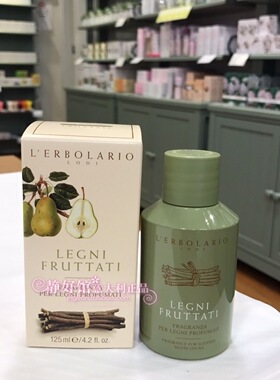 L'ERBOLARIO
LODI
LEGNI
FRUTTATI
PER LEGNI PROFUMATI
125 ml/4.2 fl. oz.
L'ERBOLARIO
LODI
LEGNI
FRUTTATI
FRAGRANZA
PER LEGNI PROFUMATI